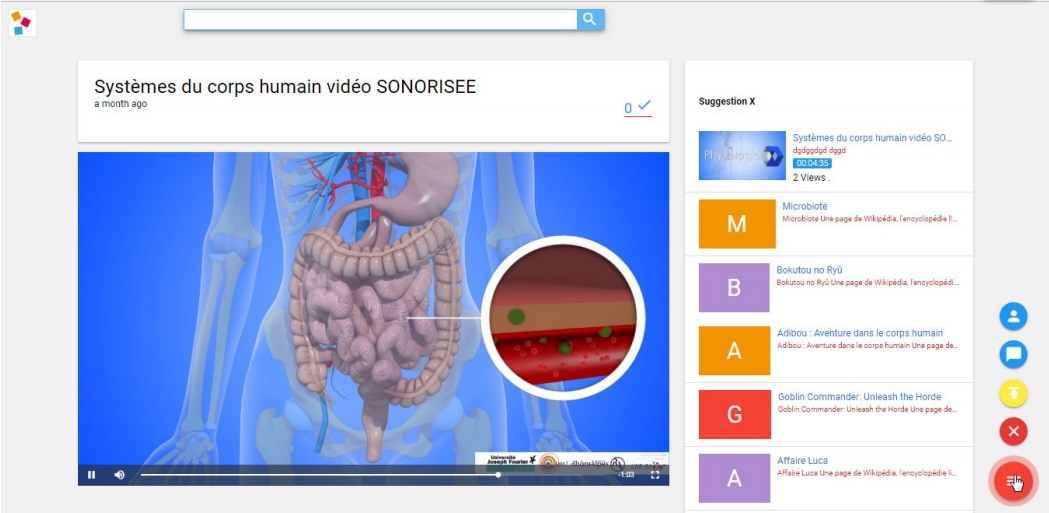 Systèmes du corps humain vidéo SONORISEE
a month ago
0
Université
Joseph Fourier
-1:03
Suggestion X
Systèmes du corps humain vidéo SO...
dgdggdgd dggd
00:04:35
2 Views .
M
Microbiote
Microbiote Une page de Wikipédia, l'encyclopédie li...
B
Bokutou no Ryû
Bokutou no Ryû Une page de Wikipédia, l'encyclopédi...
A
Adibou : Aventure dans le corps humain
Adibou : Aventure dans le corps humain Une page de...
G
Goblin Commander: Unleash the Horde
Goblin Commander: Unleash the Horde Une page de...
A
Affaire Luca
Affaire Luca Une page de Wikipédia, l'encyclopédie li...